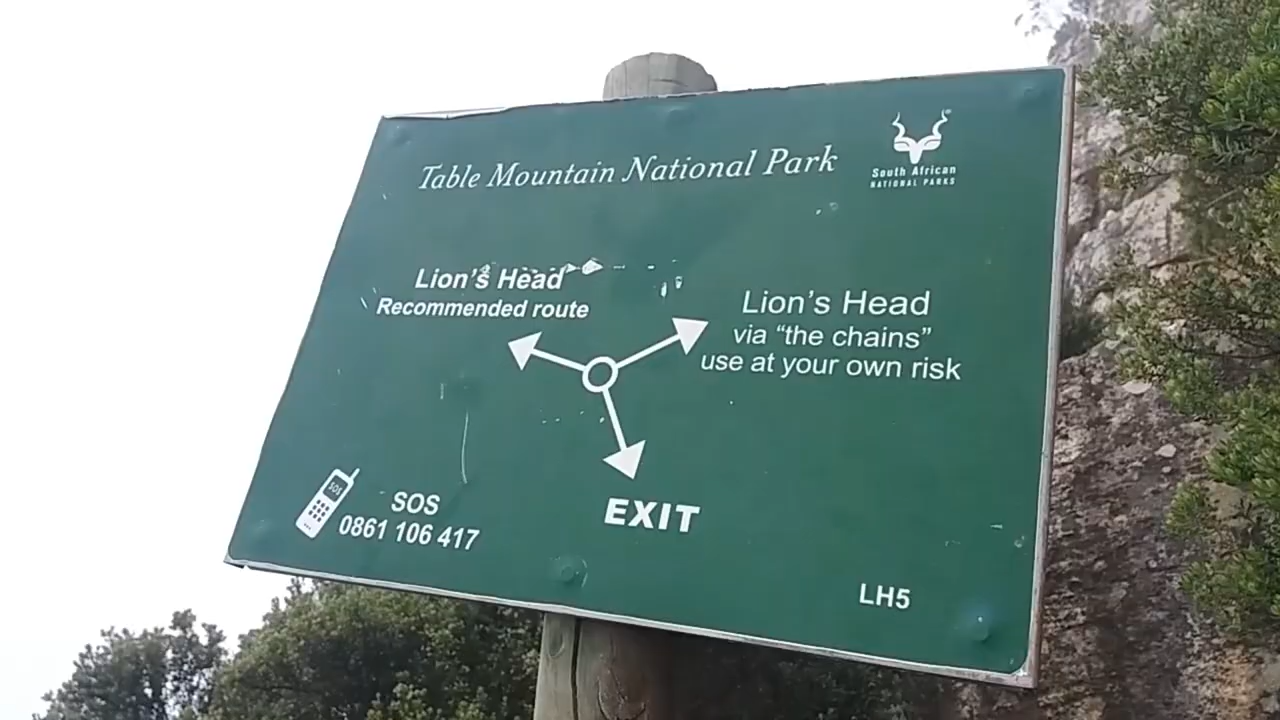 Table Mountain National Park
South African
NATIONAL PARKS
Lion's Head
Recommended route
Lion's Head
via “the chains”
use at your own risk
EXIT
SOS
SOS
0861 106 417
LH5